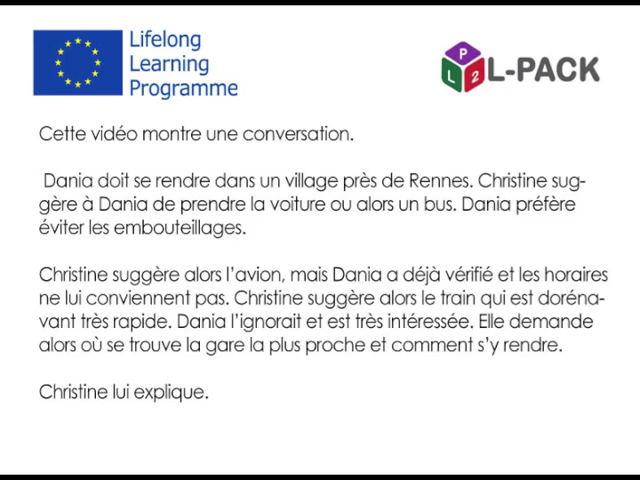 Lifelong
Learning
Programme
P
L
2
L-PACK
Cette vidéo montre une conversation.
Dania doit se rendre dans un village près de Rennes. Christine sug-
gère à Dania de prendre la voiture ou alors un bus. Dania préfère
éviter les embouteillages.
Christine suggère alors l'avion, mais Dania a déjà vérifié et les horaires
ne lui conviennent pas. Christine suggère alors le train qui est doréna-
vant très rapide. Dania l'ignorait et est très intéressée. Elle demande
alors où se trouve la gare la plus proche et comment s'y rendre.
Christine lui explique.